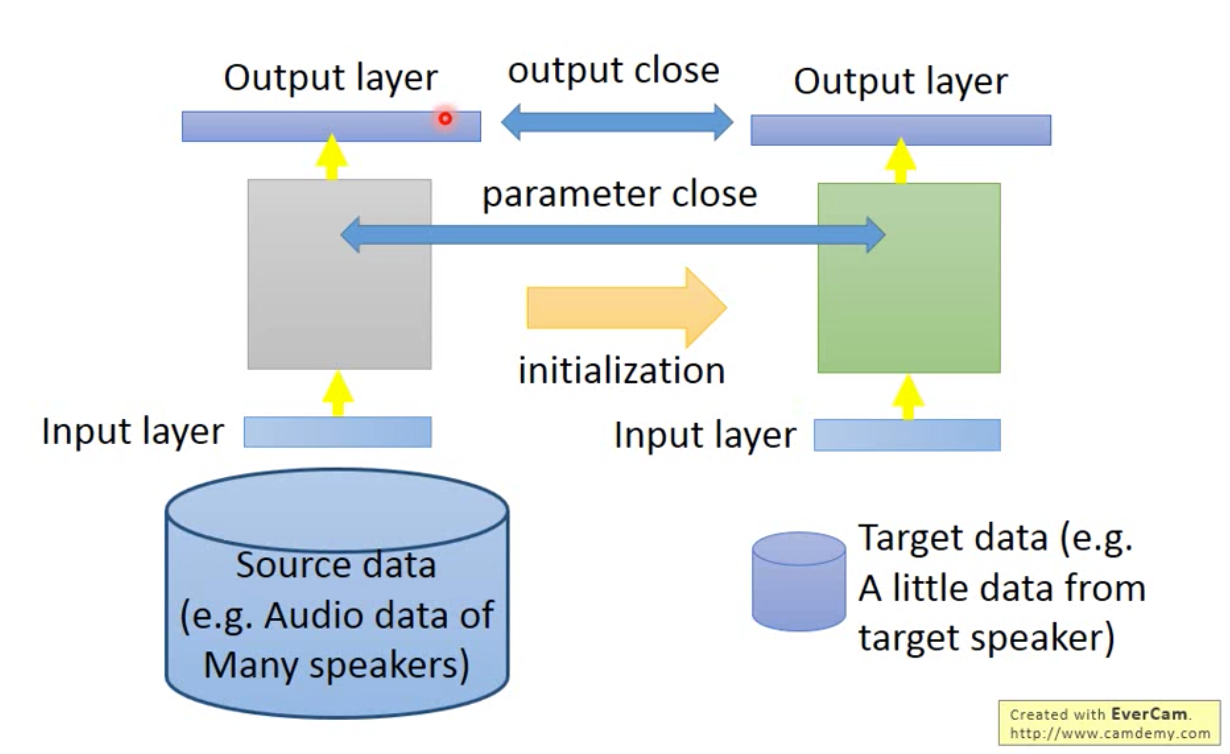 Output layer
output close
Output layer
parameter close
initialization
Input layer
Input layer
Source data
(e.g. Audio data of
Many speakers)
Target data (e.g.
A little data from
target speaker)
Created with EverCam.
http://www.camdemy.com